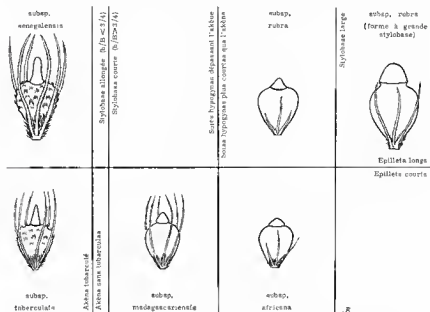 subsp.
senegalensis
Stylobase allongée (h/B < 3/4)
Stylobase courte (h/B > 3/4)
Soies hypogynes dépassant l'akène
Soies hypogynes plus courtes que l'akène
subsp.
rubra
Stylobase large
subsp. rubra
(forme à grande
stylobase)
Epillets longs
Epillets courts
subsp.
tuberculata
Akène tuberculé
Akène sans tubercules
subsp.
madagascariensis
subsp.
africana